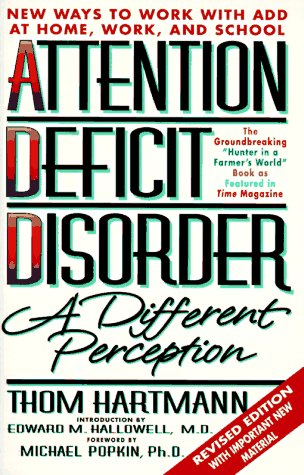 NEW WAYS TO WORK WITH ADD
AT HOME, WORK, AND SCHOOL
ATTENTION
The
Groundbreaking
"Hunter in a
Farmer's World"
Book as
Featured in
Time Magazine
DEFICIT
DISORDER
A Different
Perception
THOM HARTMANN
INTRODUCTION BY
EDWARD M. HALLOWELL, M.D.
FOREWORD BY
MICHAEL POPKIN, Ph.D.
REVISED EDITION
WITH IMPORTANT NEW
MATERIAL